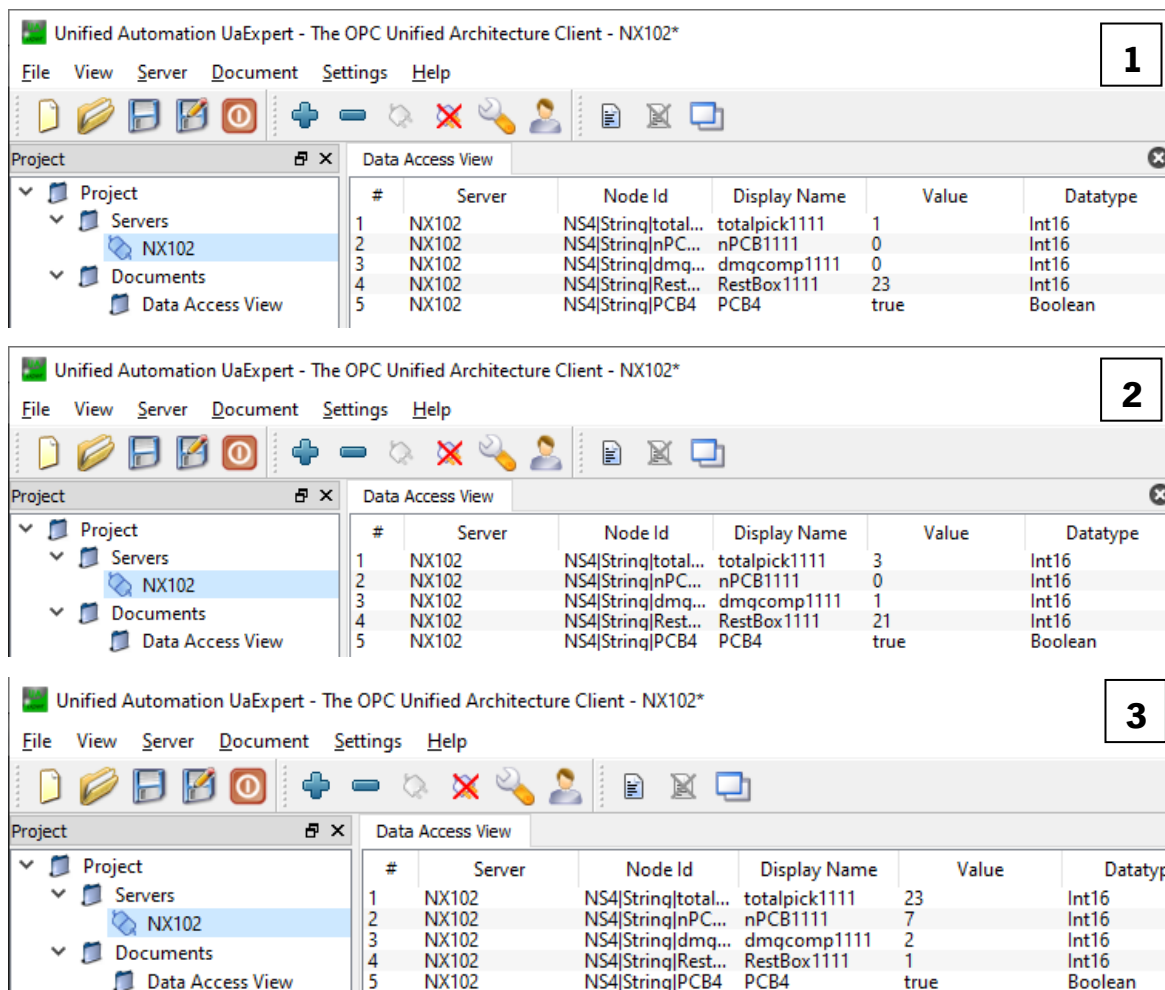 Unified Automation UaExpert - The OPC Unified Architecture Client - NX102*
1
File View Server Document Settings Help
Project
Data Access View
Project
Servers
NX102
Documents
Data Access View
# Server Node Id Display Name Value Datatype
1 NX102 NS4|String|total... totalpick1111 1 Int16
2 NX102 NS4|String|nPC... nPCB1111 0 Int16
3 NX102 NS4|String|dmg... dmgcomp1111 0 Int16
4 NX102 NS4|String|Rest... RestBox1111 23 Int16
5 NX102 NS4|String|PCB4 PCB4 true Boolean
Unified Automation UaExpert - The OPC Unified Architecture Client - NX102*
2
File View Server Document Settings Help
Project
Data Access View
Project
Servers
NX102
Documents
Data Access View
# Server Node Id Display Name Value Datatype
1 NX102 NS4|String|total... totalpick1111 3 Int16
2 NX102 NS4|String|nPC... nPCB1111 0 Int16
3 NX102 NS4|String|dmg... dmgcomp1111 1 Int16
4 NX102 NS4|String|Rest... RestBox1111 21 Int16
5 NX102 NS4|String|PCB4 PCB4 true Boolean
Unified Automation UaExpert - The OPC Unified Architecture Client - NX102*
3
File View Server Document Settings Help
Project
Data Access View
Project
Servers
NX102
Documents
Data Access View
# Server Node Id Display Name Value Datatyp
1 NX102 NS4|String|total... totalpick1111 23 Int16
2 NX102 NS4|String|nPC... nPCB1111 7 Int16
3 NX102 NS4|String|dmg... dmgcomp1111 2 Int16
4 NX102 NS4|String|Rest... RestBox1111 1 Int16
5 NX102 NS4|String|PCB4 PCB4 true Boolean